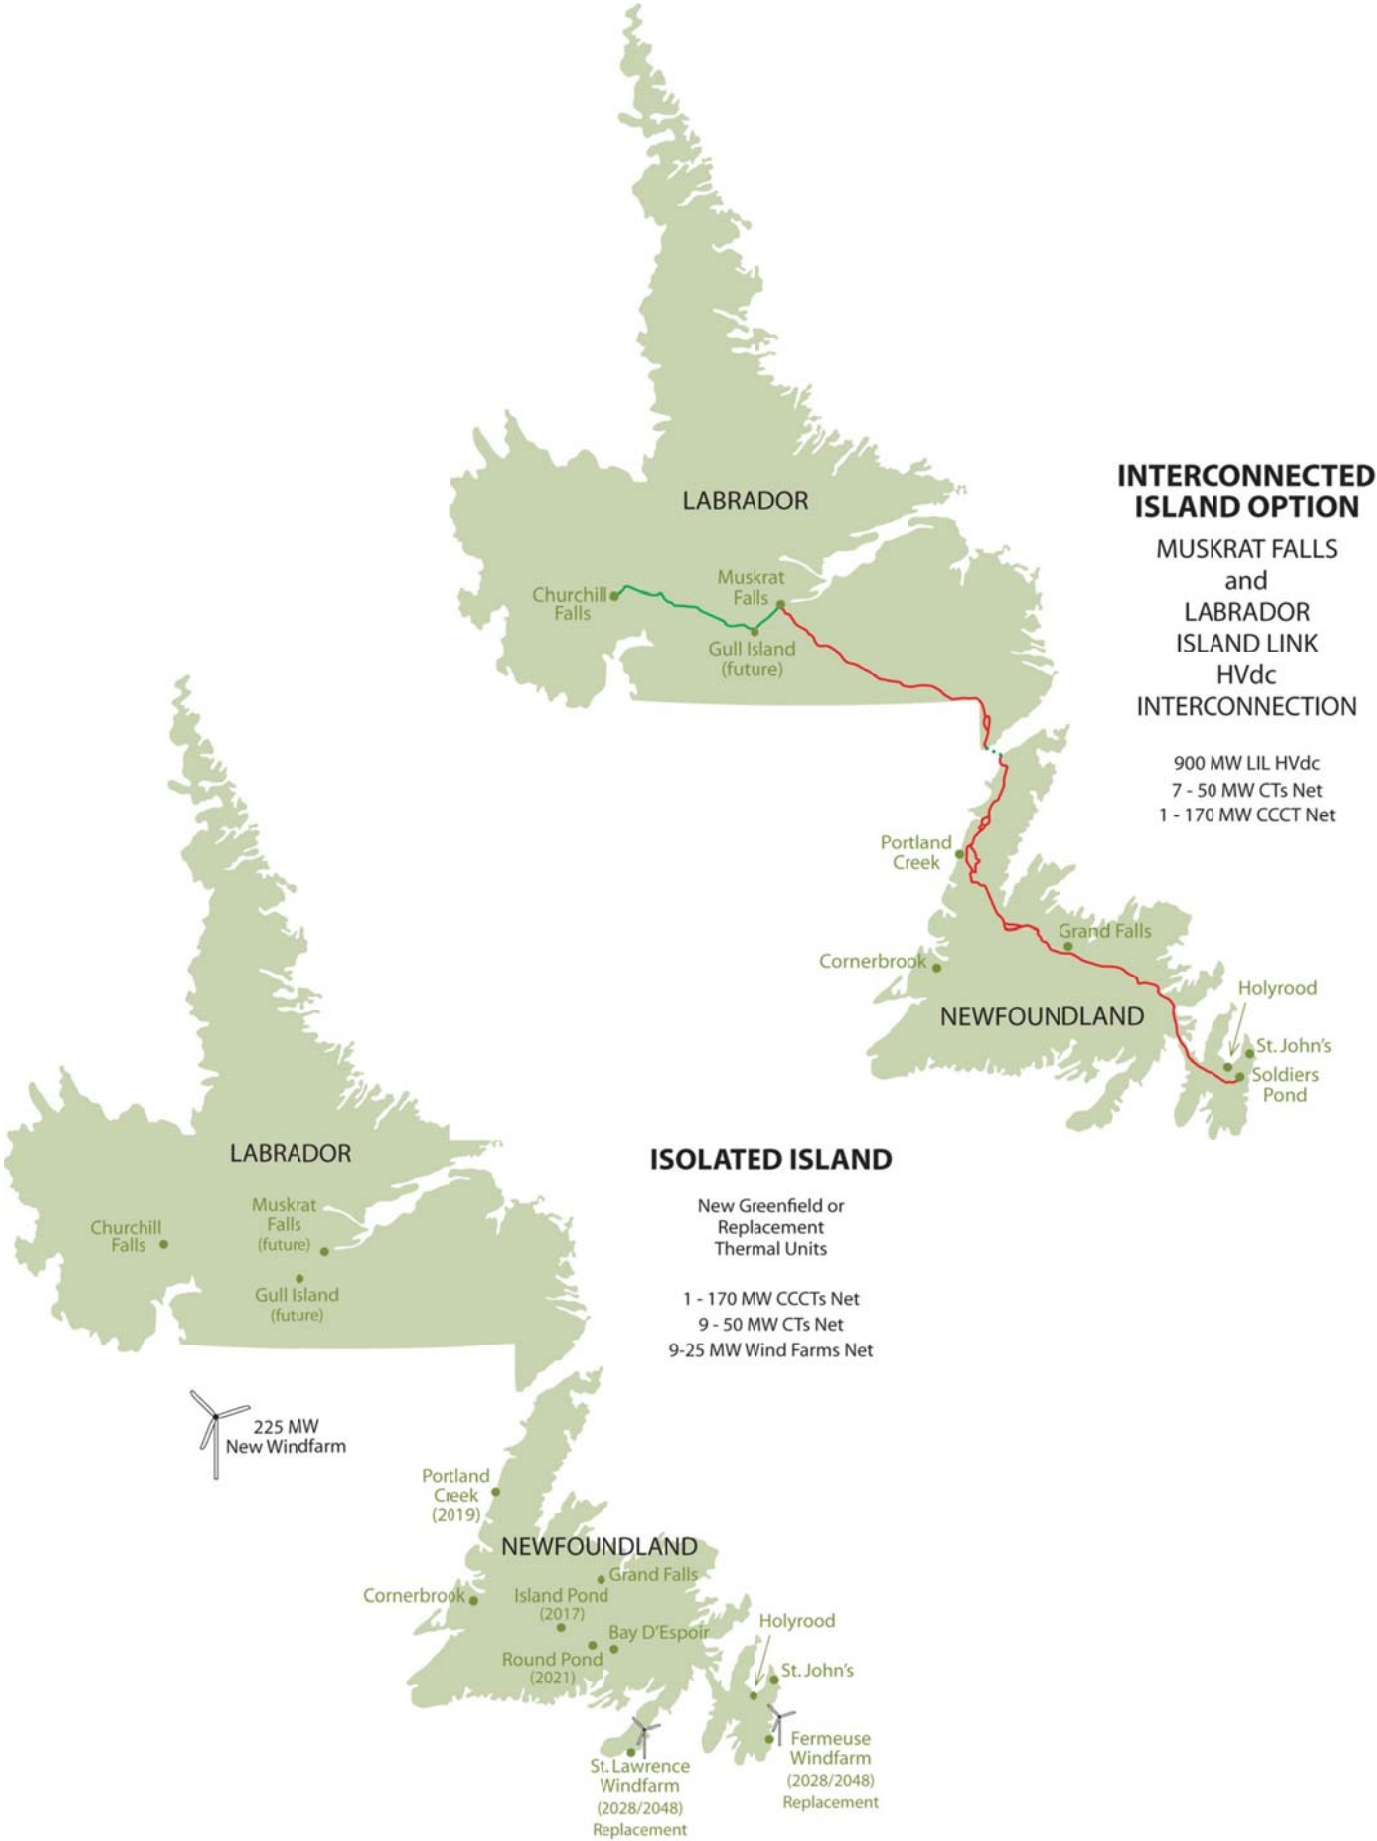 INTERCONNECTED
ISLAND OPTION
MUSKRAT FALLS
and
LABRADOR
ISLAND LINK
HVdc
INTERCONNECTION
900 MW LIL HVdc
7 - 50 MW CTs Net
1 - 170 MW CCCT Net
LABRADOR
Churchill
Falls
Muskrat
Falls
Gull Island
(future)
Portland
Creek
Grand Falls
Cornerbrook
NEWFOUNDLAND
Holyrood
St. John's
Soldiers
Pond
ISOLATED ISLAND
New Greenfield or
Replacement
Thermal Units
1 - 170 MW CCCTs Net
9 - 50 MW CTs Net
9-25 MW Wind Farms Net
LABRADOR
Churchill
Falls
Muskrat
Falls
(future)
Gull Island
(future)
225 MW
New Windfarm
Portland
Creek
(2019)
NEWFOUNDLAND
Grand Falls
Cornerbrook
Island Pond
(2017)
Bay D'Espoir
Round Pond
(2021)
Holyrood
St. John's
Fermeuse
Windfarm
(2028/2048)
Replacement
St. Lawrence
Windfarm
(2028/2048)
Replacement